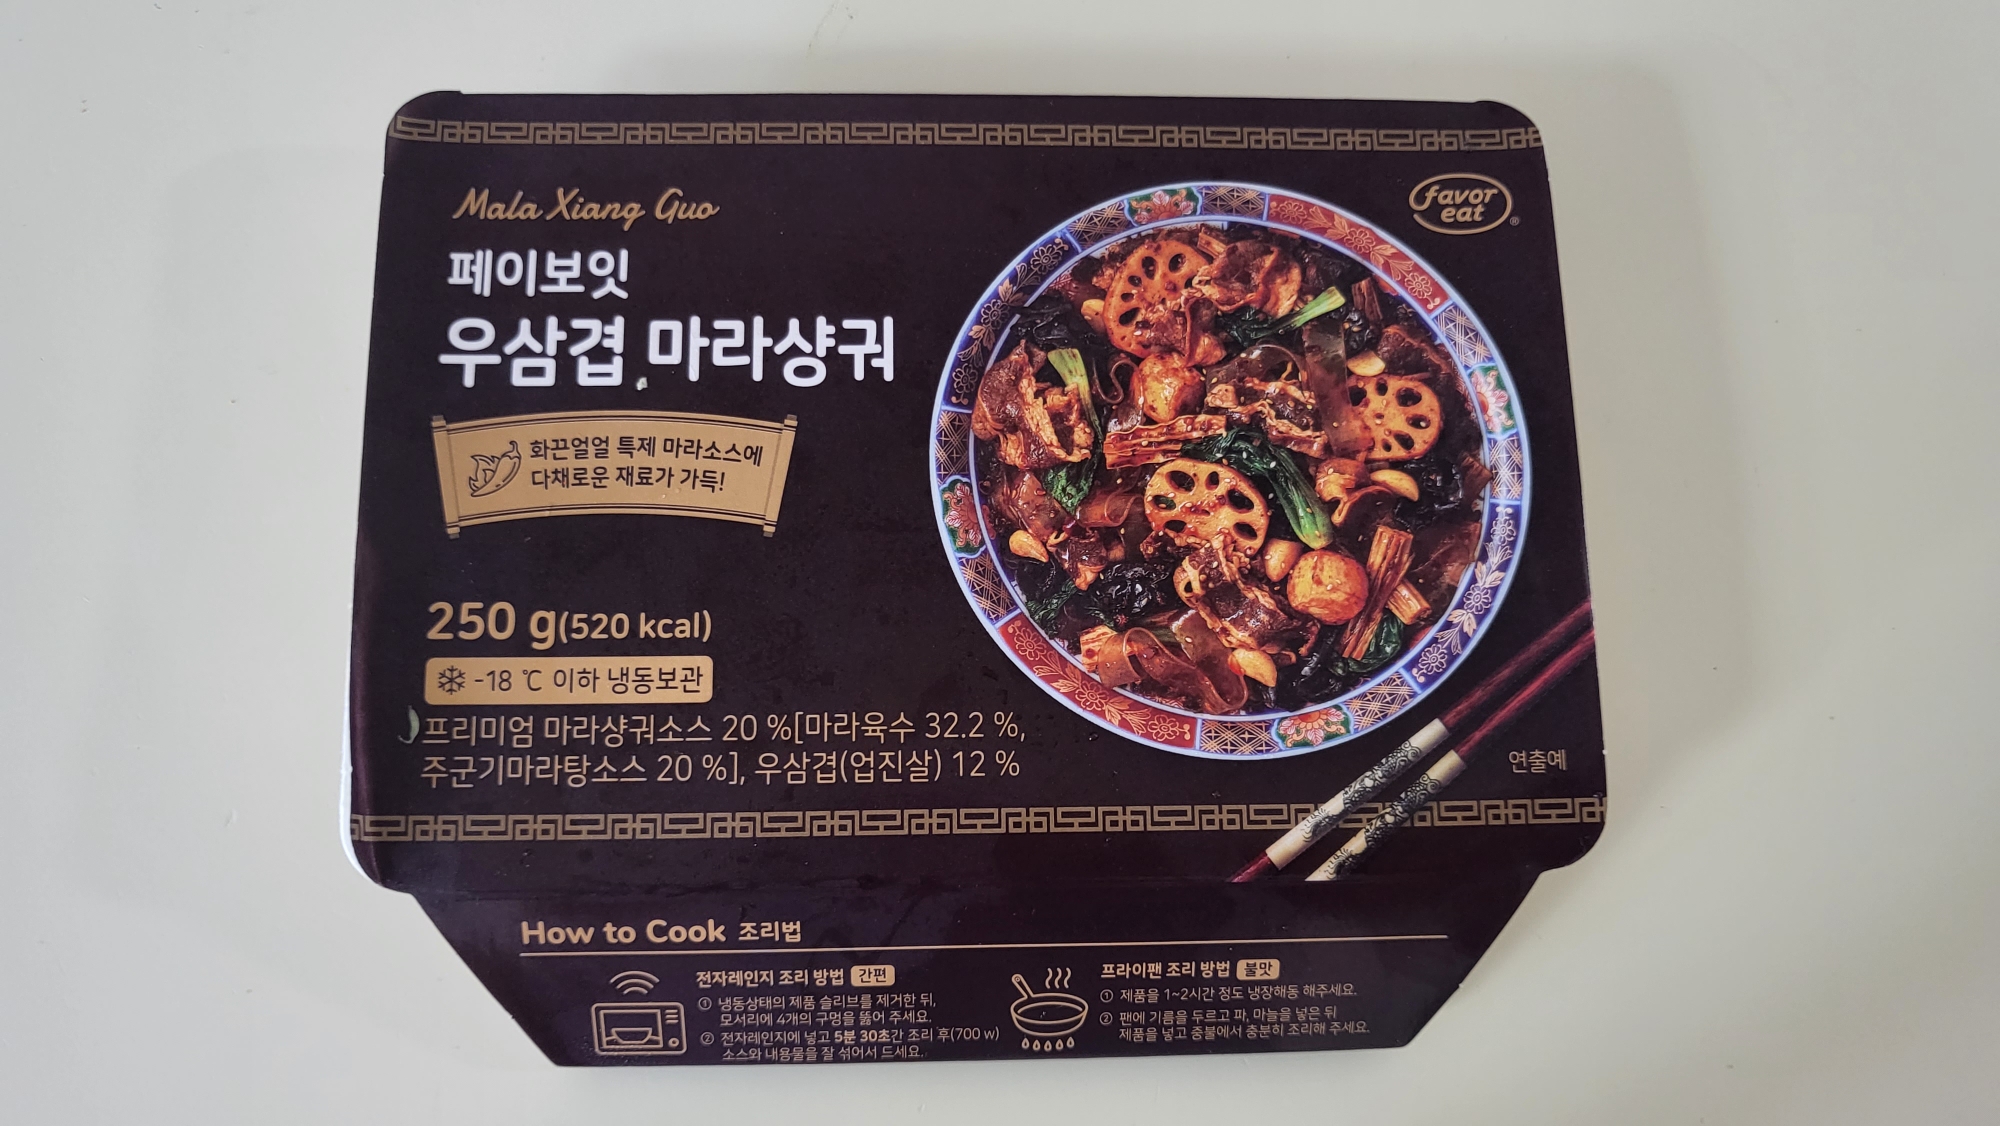 Mala Xiang Guo
favor
eat
®
페이보잇
우삼겹 마라샹궈
화끈얼얼 특제 마라소스에
다채로운 재료가 가득!
250 g(520 kcal)
-18 ℃ 이하 냉동보관
프리미엄 마라샹궈소스 20 %[마라육수 32.2 %,
주군기마라탕소스 20 %], 우삼겹(업진살) 12 %
연출예
How to Cook 조리법
전자레인지 조리 방법 간편
① 냉동상태의 제품 슬리브를 제거한 뒤,
모서리에 4개의 구멍을 뚫어 주세요.
② 전자레인지에 넣고 5분 30초간 조리 후(700 w)
소스와 내용물을 잘 섞어서 드세요.
프라이팬 조리 방법 불맛
① 제품을 1~2시간 정도 냉장해동 해주세요.
② 팬에 기름을 두르고 파, 마늘을 넣은 뒤
제품을 넣고 중불에서 충분히 조리해 주세요.